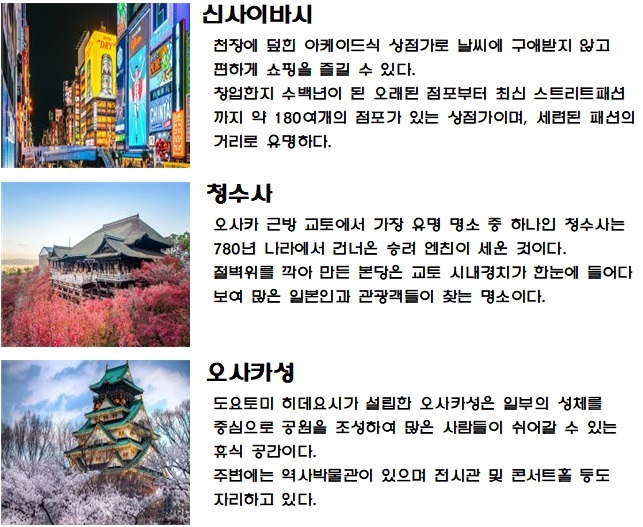 신사이바시
천장에 덮힌 아케이드식 상점가로 날씨에 구애받지 않고
편하게 쇼핑을 즐길 수 있다.
창업한지 수백년이 된 오래된 점포부터 최신 스트리트패션
까지 약 180여개의 점포가 있는 상점가이며, 세련된 패션의
거리로 유명하다.
청수사
오사카 근방 교토에서 가장 유명 명소 중 하나인 청수사는
780년 나라에서 건너온 승려 엔친이 세운 것이다.
절벽위를 깍아 만든 본당은 교토 시내경치가 한눈에 들어다
보여 많은 일본인과 관광객들이 찾는 명소이다.
오사카성
도요토미 히데요시가 설립한 오사카성은 일부의 성체를
중심으로 공원을 조성하여 많은 사람들이 쉬어갈 수 있는
휴식 공간이다.
주변에는 역사박물관이 있으며 전시관 및 콘서트홀 등도
자리하고 있다.